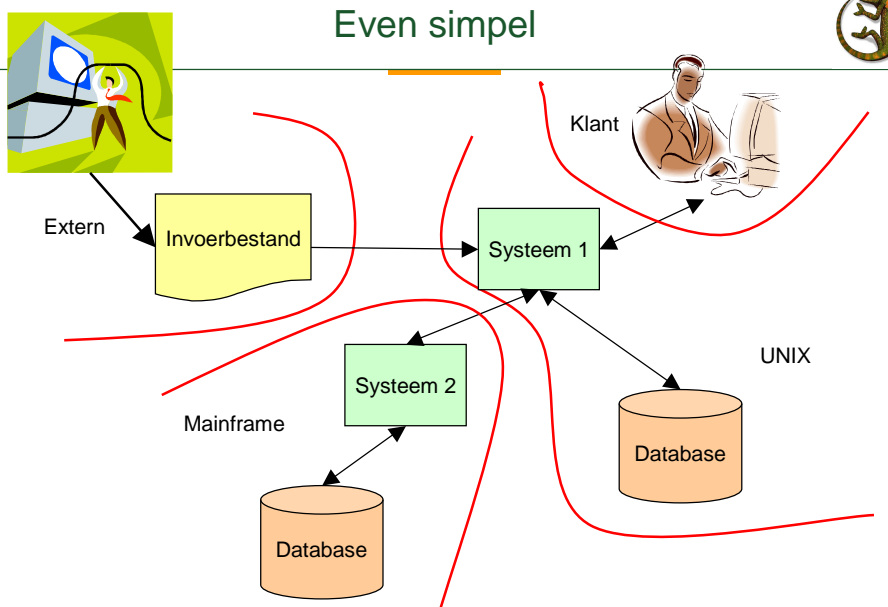 Even simpel
Klant
Extern
Invoerbestand
Systeem 1
UNIX
Systeem 2
Mainframe
Database
Database